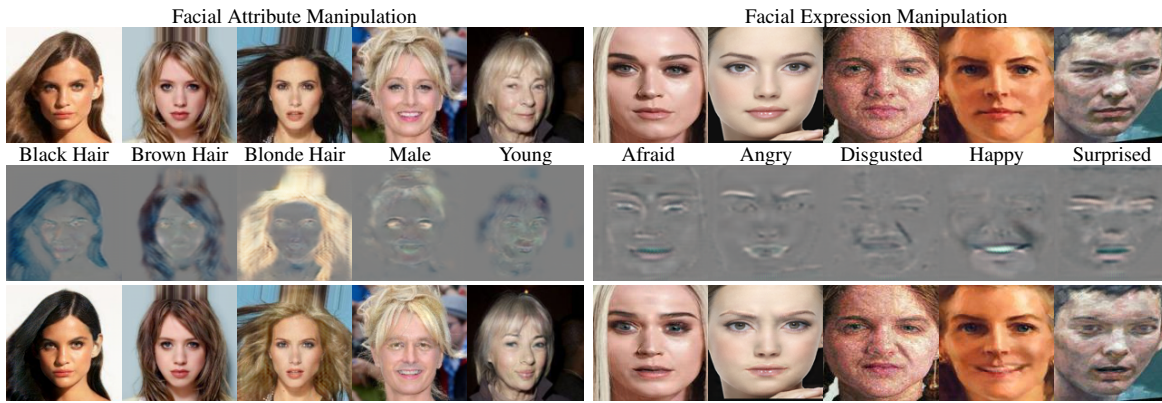 Facial Attribute Manipulation
Facial Expression Manipulation
Black Hair Brown Hair Blonde Hair Male Young
Afraid Angry Disgusted Happy Surprised